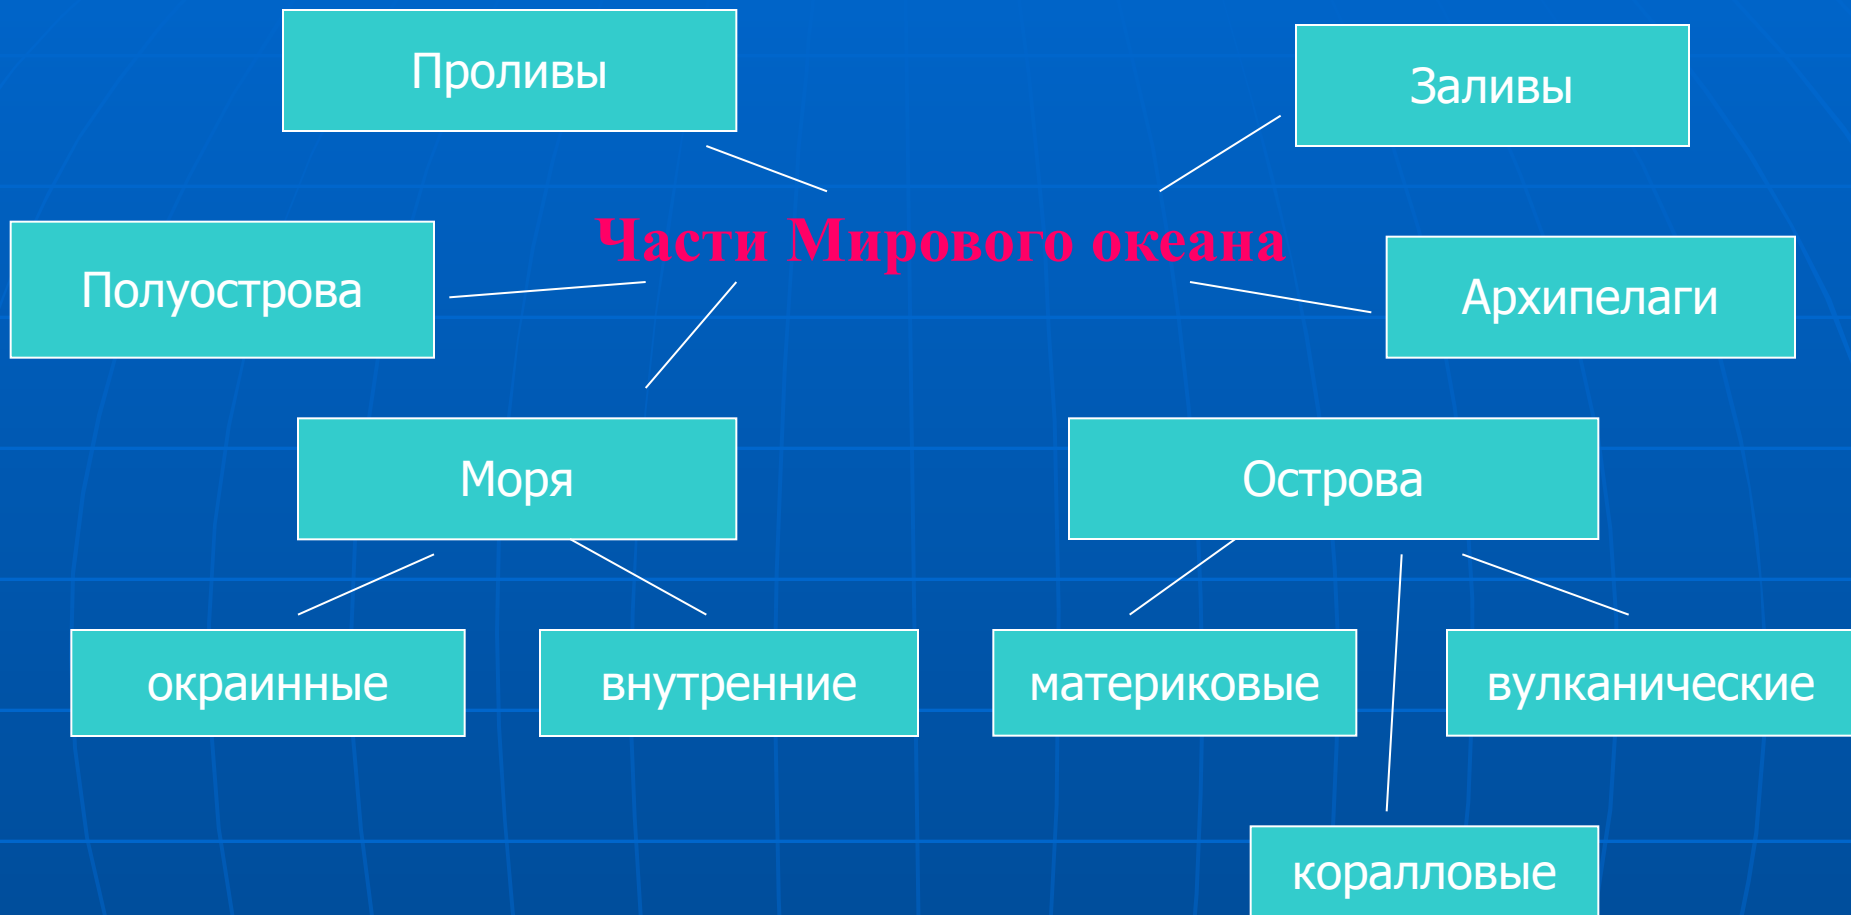 Проливы
Заливы
Части Мирового океана
Полуострова
Архипелаги
Моря
Острова
окраинные
внутренние
материковые
вулканические
коралловые